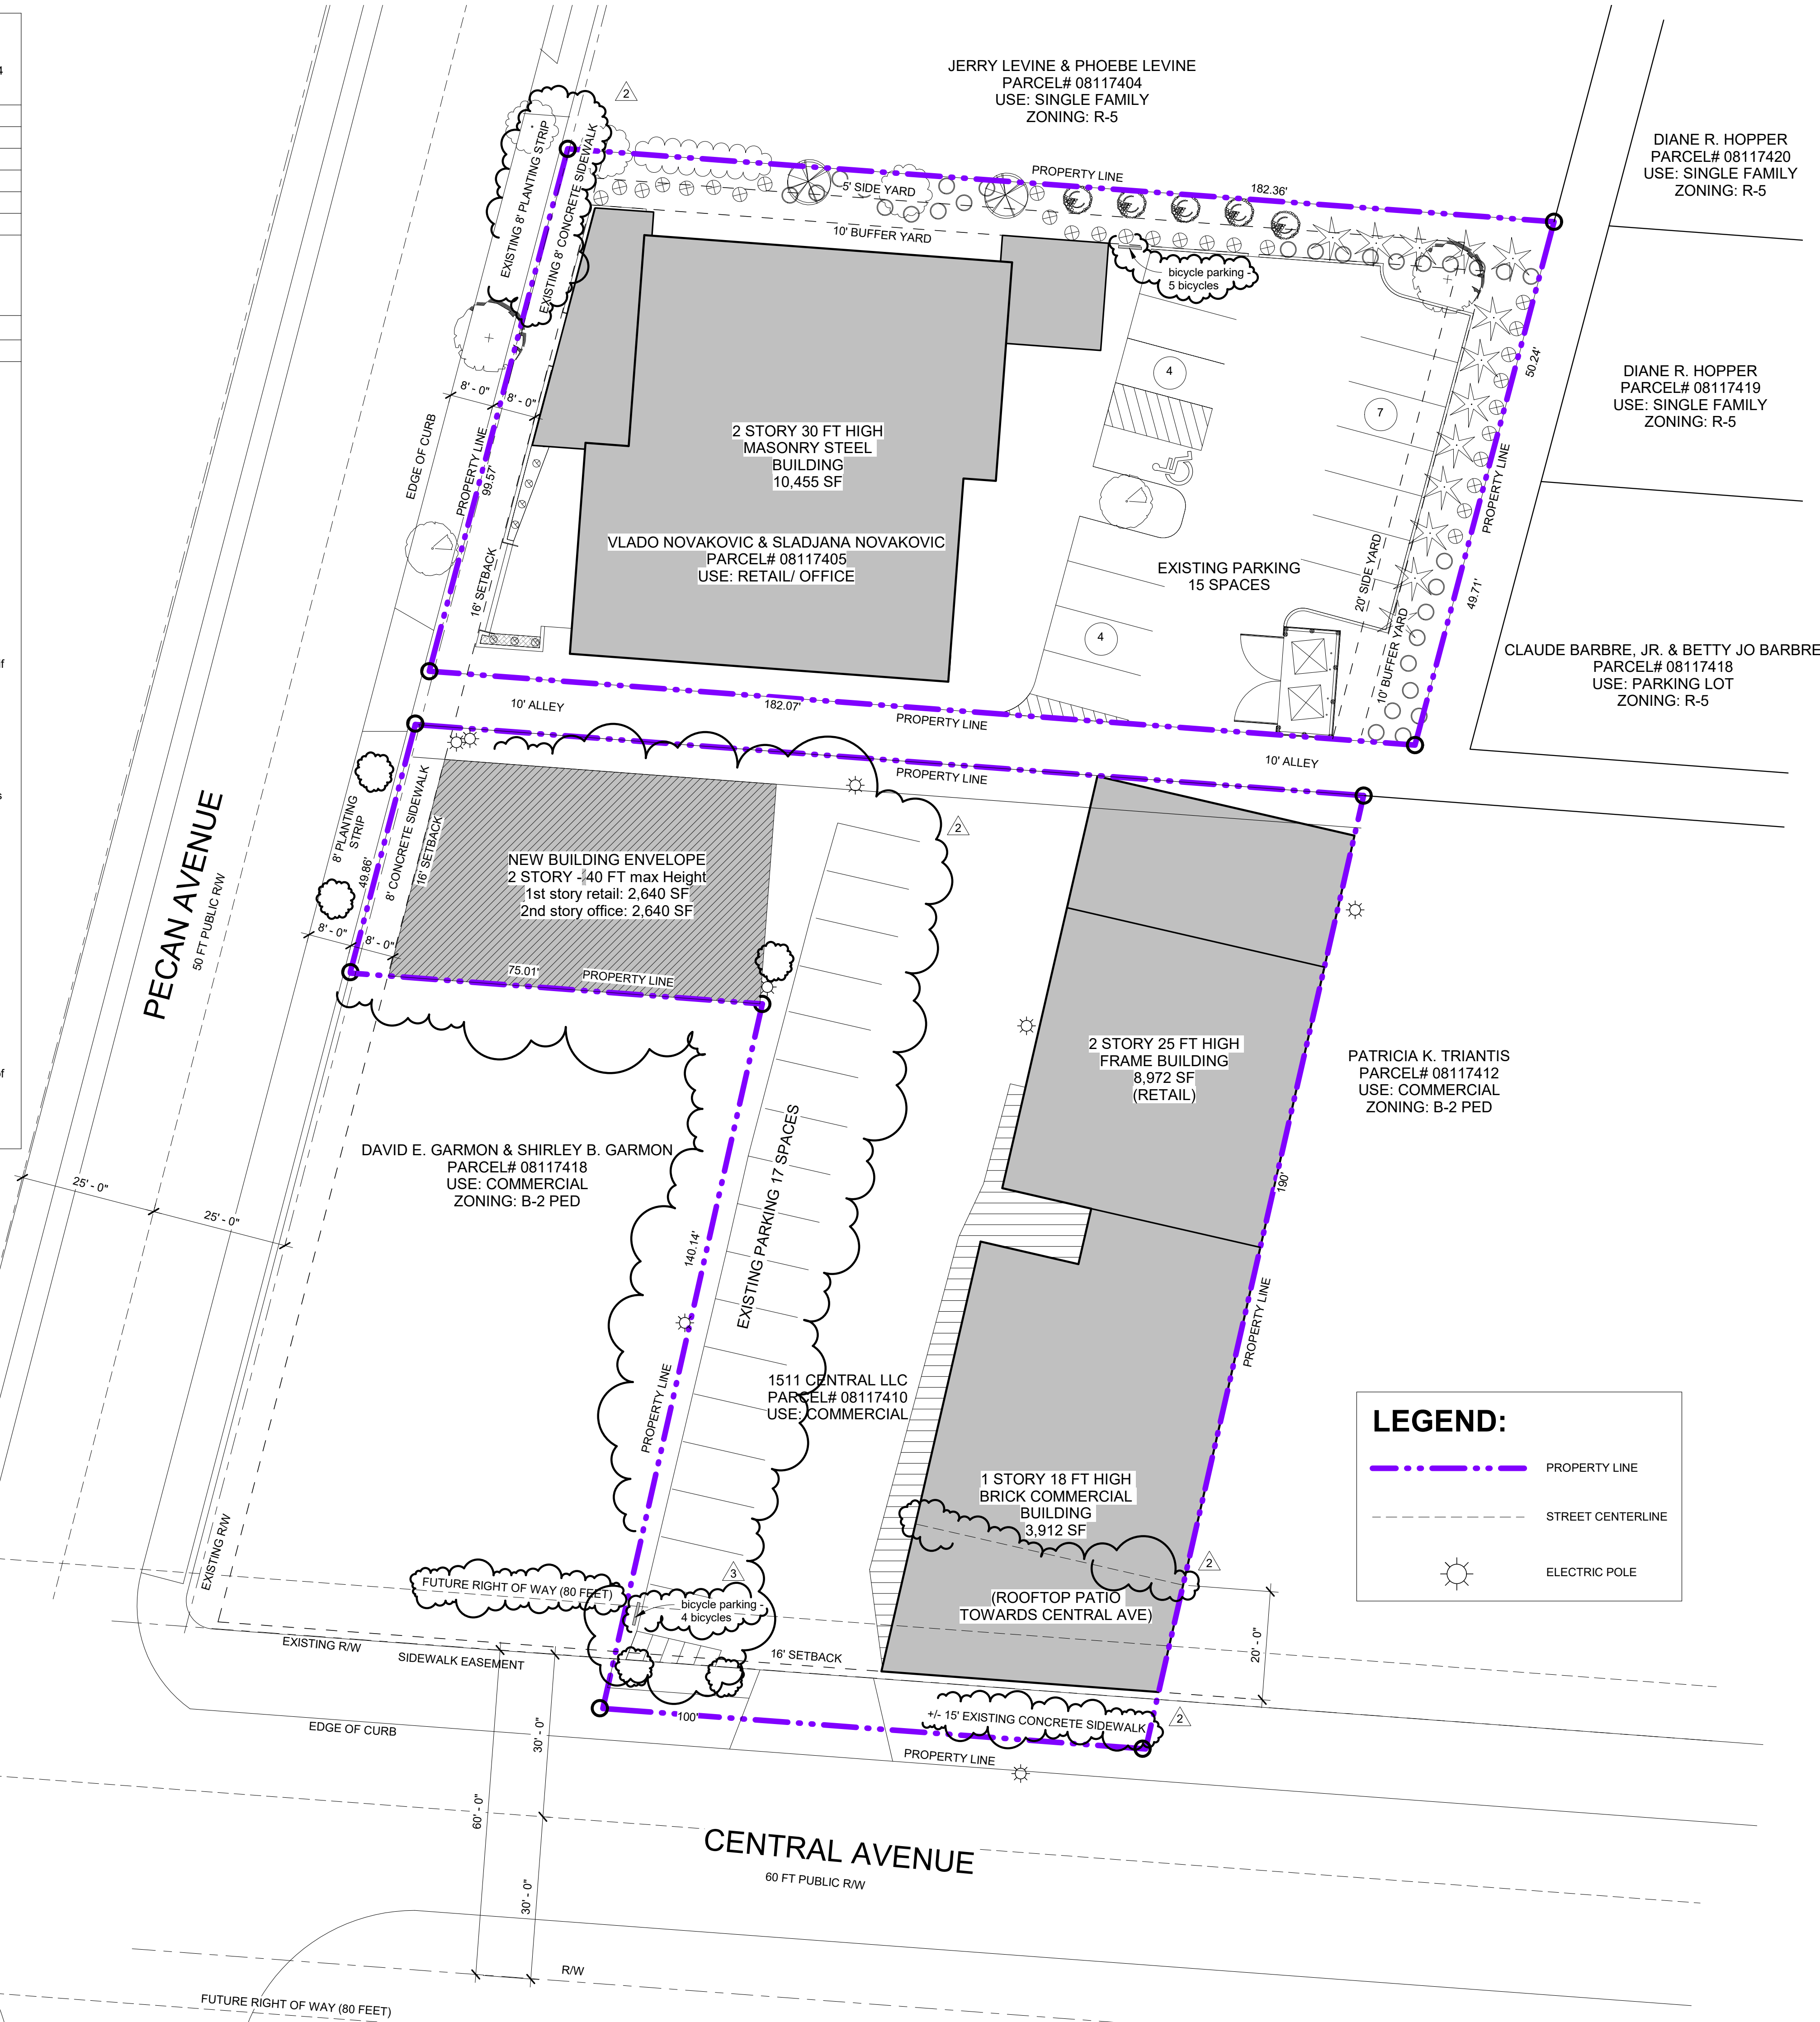 4
f
s
of
JERRY LEVINE & PHOEBE LEVINE
PARCEL# 08117404
USE: SINGLE FAMILY
ZONING: R-5
DIANE R. HOPPER
PARCEL# 08117420
USE: SINGLE FAMILY
ZONING: R-5
DIANE R. HOPPER
PARCEL# 08117419
USE: SINGLE FAMILY
ZONING: R-5
CLAUDE BARBRE, JR. & BETTY JO BARBRE
PARCEL# 08117418
USE: PARKING LOT
ZONING: R-5
2
EXISTING 8' PLANTING STRIP
EXISTING 8' CONCRETE SIDEWALK
5' SIDE YARD
PROPERTY LINE
182.36'
10' BUFFER YARD
bicycle parking -
5 bicycles
4
7
50.24'
PROPERTY LINE
49.71'
8' - 0"
8' - 0"
EDGE OF CURB
PROPERTY LINE
99.57'
16' SETBACK
2 STORY 30 FT HIGH
MASONRY STEEL
BUILDING
10,455 SF
VLADO NOVAKOVIC & SLADJANA NOVAKOVIC
PARCEL# 08117405
USE: RETAIL/ OFFICE
EXISTING PARKING
15 SPACES
4
20' SIDE YARD
10' BUFFER YARD
10' ALLEY
182.07'
PROPERTY LINE
10' ALLEY
PROPERTY LINE
PECAN AVENUE
50 FT PUBLIC R/W
8' PLANTING
STRIP
49.86'
8' CONCRETE SIDEWALK
16' SETBACK
8' - 0"
8' - 0"
NEW BUILDING ENVELOPE
2 STORY - 40 FT max Height
1st story retail: 2,640 SF
2nd story office: 2,640 SF
75.01'
PROPERTY LINE
2
2 STORY 25 FT HIGH
FRAME BUILDING
8,972 SF
(RETAIL)
PATRICIA K. TRIANTIS
PARCEL# 08117412
USE: COMMERCIAL
ZONING: B-2 PED
DAVID E. GARMON & SHIRLEY B. GARMON
PARCEL# 08117418
USE: COMMERCIAL
ZONING: B-2 PED
25' - 0"
25' - 0"
EXISTING PARKING 17 SPACES
140.14'
PROPERTY LINE
190'
PROPERTY LINE
1511 CENTRAL LLC
PARCEL# 08117410
USE: COMMERCIAL
1 STORY 18 FT HIGH
BRICK COMMERCIAL
BUILDING
3,912 SF
(ROOFTOP PATIO
TOWARDS CENTRAL AVE)
2
20' - 0"
LEGEND:
PROPERTY LINE
STREET CENTERLINE
ELECTRIC POLE
EXISTING R/W
FUTURE RIGHT OF WAY (80 FEET)
3
bicycle parking -
4 bicycles
EXISTING R/W
SIDEWALK EASEMENT
16' SETBACK
EDGE OF CURB
100'
+/- 15' EXISTING CONCRETE SIDEWALK
2
PROPERTY LINE
30' - 0"
60' - 0"
30' - 0"
CENTRAL AVENUE
60 FT PUBLIC R/W
R/W
FUTURE RIGHT OF WAY (80 FEET)